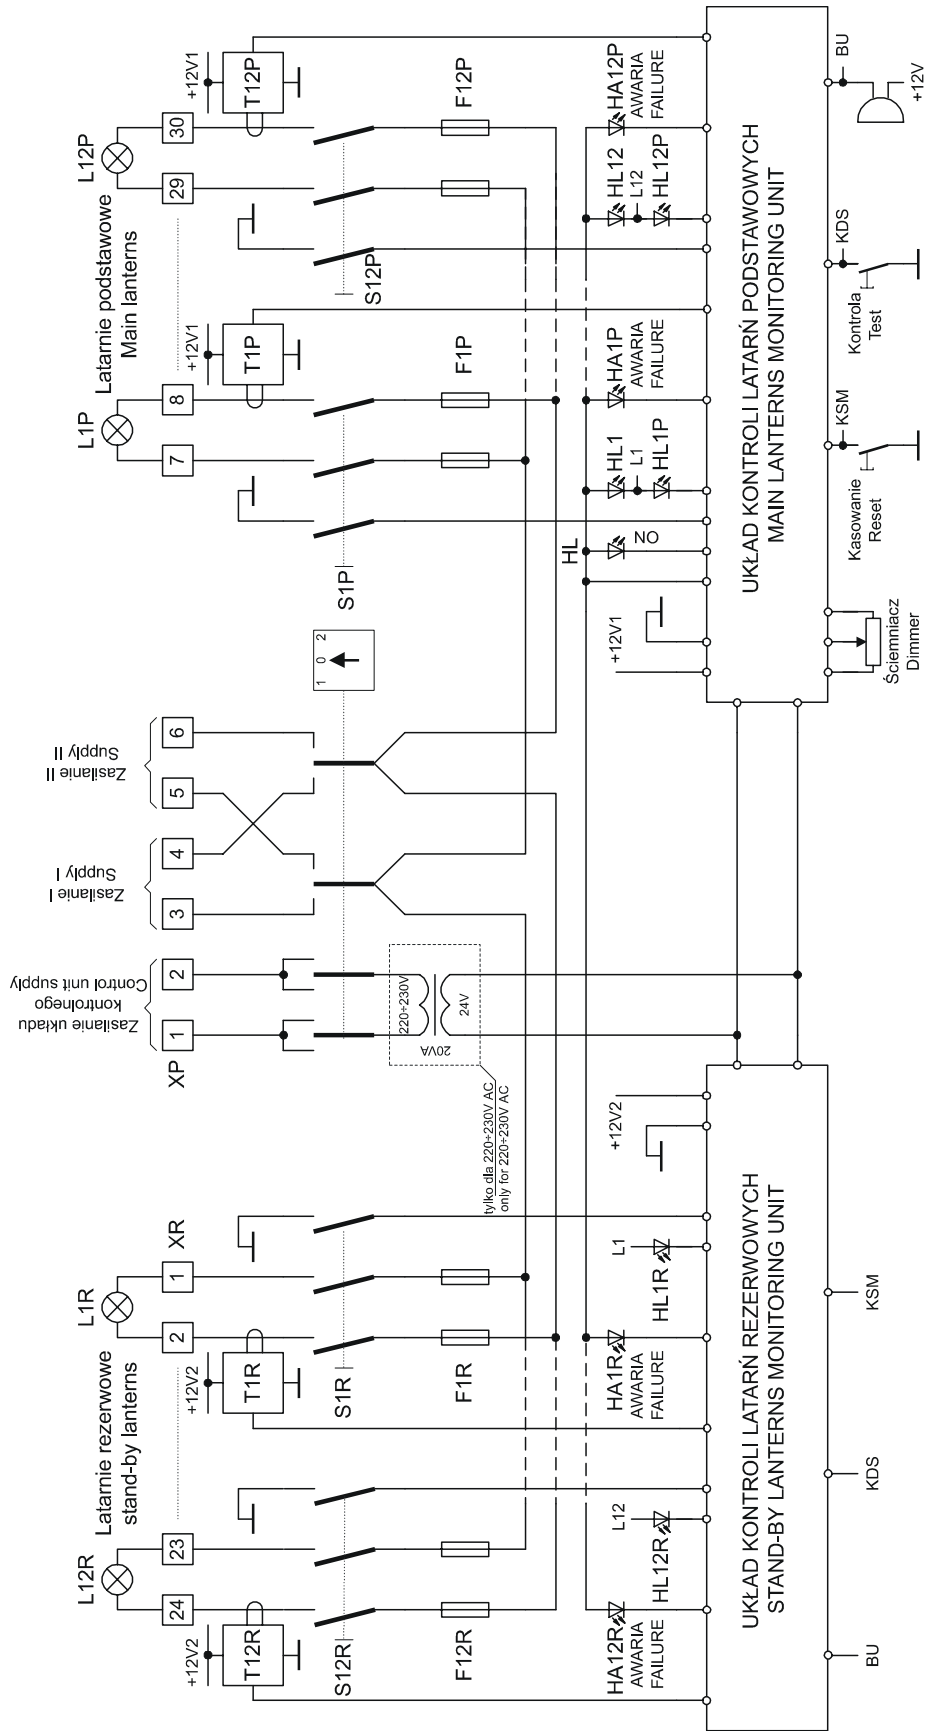 L12R
Latarnie rezerwowe
stand-by lanterns
L1R
XR
24
23
2
1
+12V2
T12R
+12V2
T1R
S12R
S1R
F12R
F1R
HA12R
AWARIA
FAILURE
L12
HL12R
HA1R
AWARIA
FAILURE
L1
HL1R
+12V2
UKŁAD KONTROLI LATARŃ REZERWOWYCH
STAND-BY LANTERNS MONITORING UNIT
BU
KDS
KSM
XP
Zasilanie układu
kontrolnego
Control unit supply
1
2
Zasilanie I
Supply I
3
4
Zasilanie II
Supply II
5
6
1
0
2
220÷230V
24V
20VA
tylko dla 220÷230V AC
only for 220÷230V AC
L1P
Latarnie podstawowe
Main lanterns
L12P
7
8
29
30
+12V1
T1P
+12V1
T12P
S1P
S12P
F1P
F12P
+12V1
HL
NO
HL1
L1
HL1P
HA1P
AWARIA
FAILURE
HL12
L12
HL12P
HA12P
AWARIA
FAILURE
UKŁAD KONTROLI LATARŃ PODSTAWOWYCH
MAIN LANTERNS MONITORING UNIT
Ściemniacz
Dimmer
KSM
Kasowanie
Reset
KDS
Kontrola
Test
BU
+12V